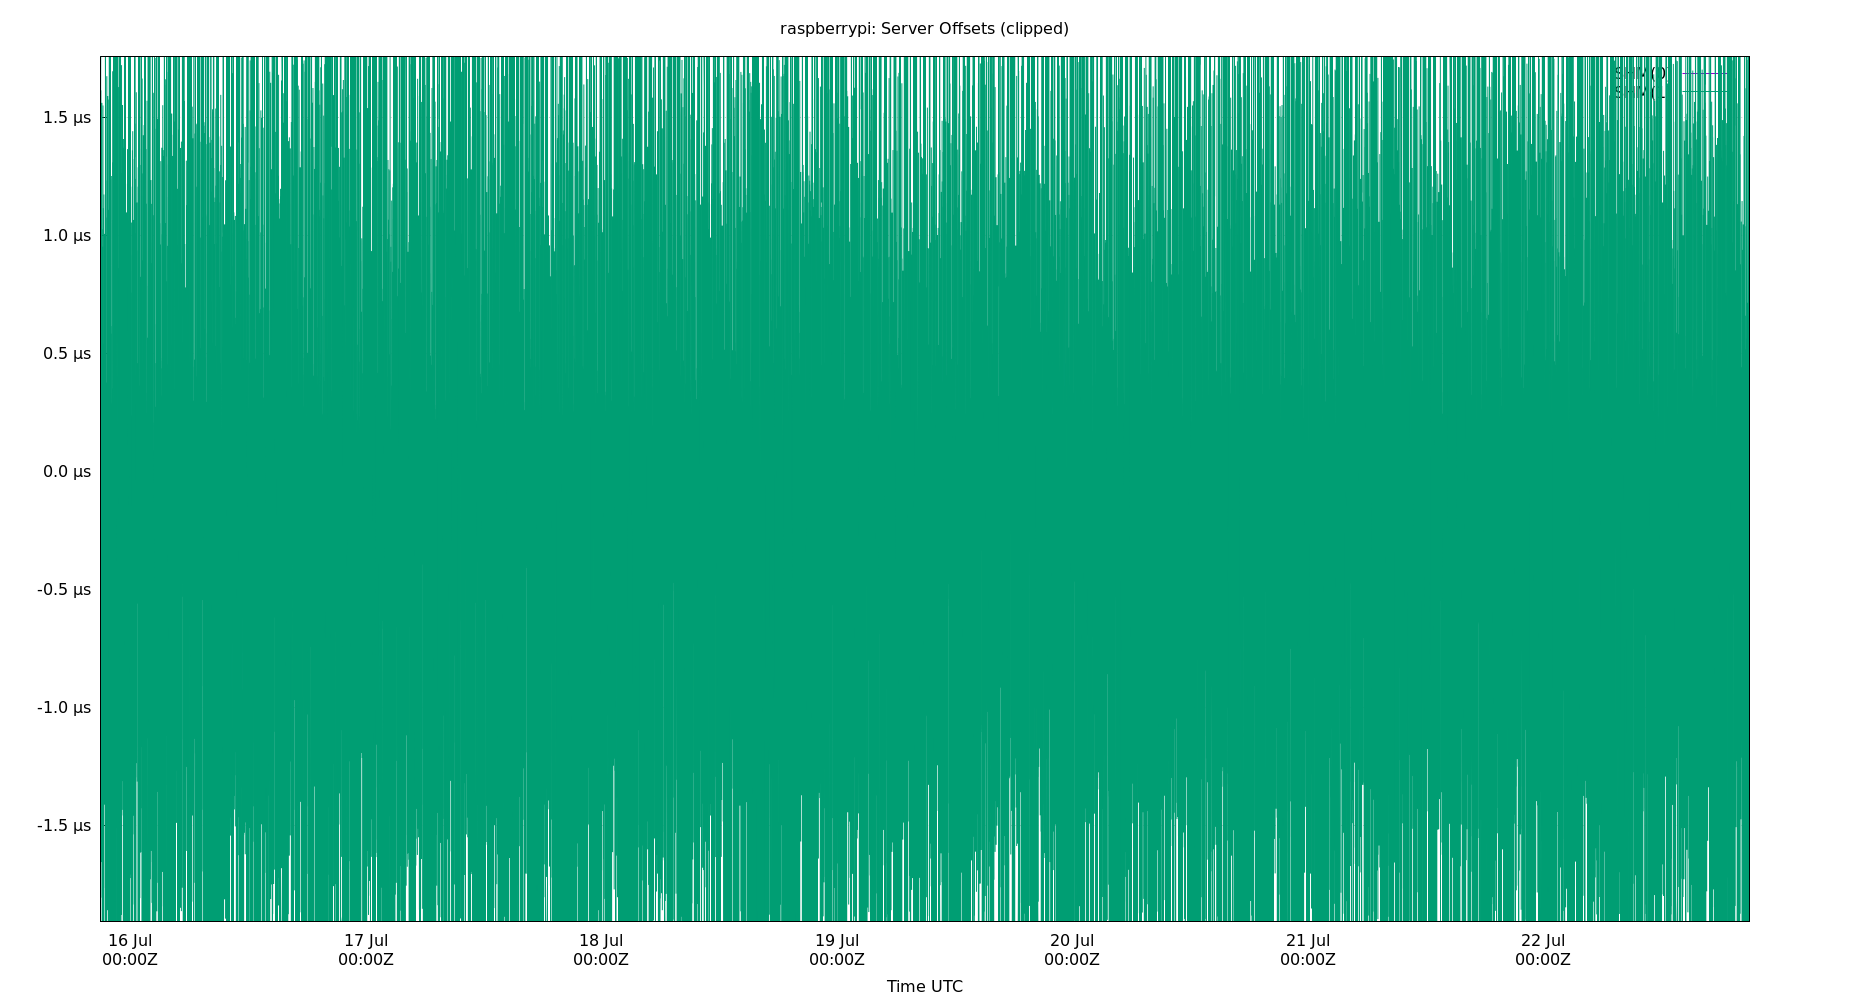 raspberrypi: Server Offsets (clipped)
1.5 µs
1.0 µs
0.5 µs
0.0 µs
-0.5 µs
-1.0 µs
-1.5 µs
16 Jul 17 Jul 18 Jul 19 Jul 20 Jul 21 Jul 22 Jul
00:00Z 00:00Z 00:00Z 00:00Z 00:00Z 00:00Z 00:00Z
Time UTC